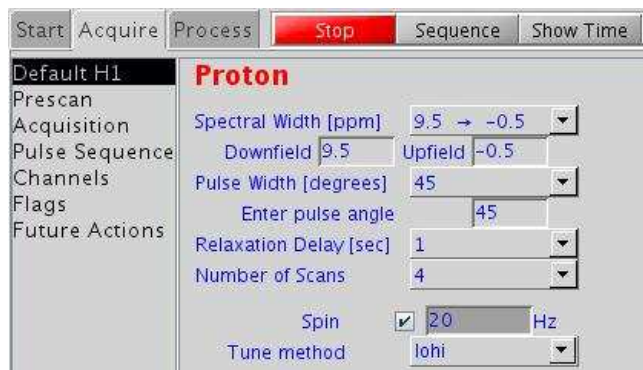 Start Acquire Process Stop Sequence Show Time
Default H1
Prescan
Acquisition
Pulse Sequence
Channels
Flags
Future Actions
Proton
Spectral Width [ppm] 9.5 → -0.5
Downfield 9.5 Upfield -0.5
Pulse Width [degrees] 45
Enter pulse angle 45
Relaxation Delay [sec] 1
Number of Scans 4
Spin 20 Hz
Tune method lohi